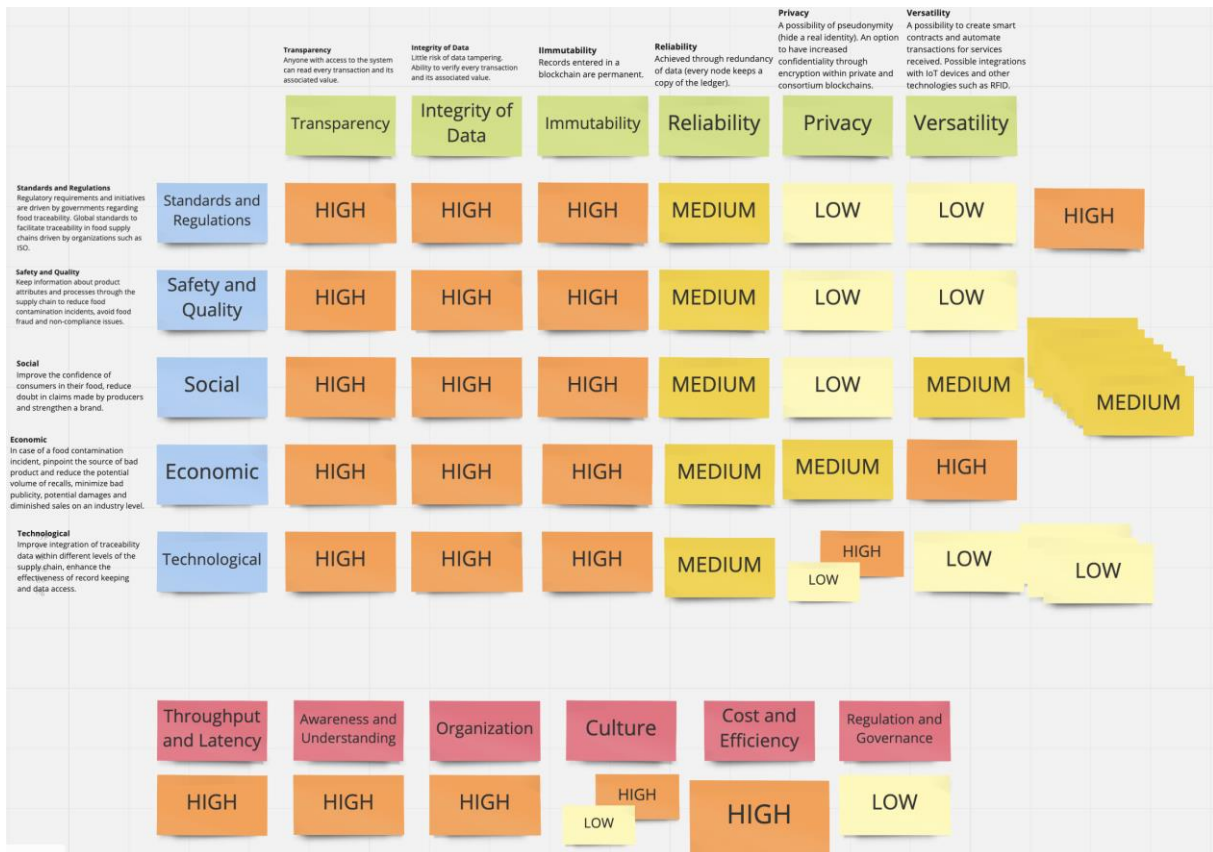 Transparency
Anyone with access to the system
can read every transaction and its
associated value.
Integrity of Data
Little risk of data tampering.
Ability to verify every transaction
and its associated value.
IImmutability
Records entered in a
blockchain are permanent.
Reliability
Achieved through redundancy
of data (every node keeps a
copy of the ledger).
Privacy
A possibility of pseudonymity
(hide a real identity). An option
to have increased
confidentiality through
encryption within private and
consortium blockchains.
Versatility
A possibility to create smart
contracts and automate
transactions for services
received. Possible integrations
with IoT devices and other
technologies such as RFID.
Transparency
Integrity of
Data
Immutability
Reliability
Privacy
Versatility
Standards and Regulations
Regulatory requirements and initiatives
are driven by governments regarding
food traceability. Global standards to
facilitate traceability in food supply
chains driven by organizations such as
ISO.
Standards and
Regulations
HIGH
HIGH
HIGH
MEDIUM
LOW
LOW
HIGH
Safety and Quality
Keep information about product
attributes and processes through the
supply chain to reduce food
contamination incidents, avoid food
fraud and non-compliance issues.
Safety and
Quality
HIGH
HIGH
HIGH
MEDIUM
LOW
LOW
Social
Improve the confidence of
consumers in their food, reduce
doubt in claims made by producers
and strengthen a brand.
Social
HIGH
HIGH
HIGH
MEDIUM
LOW
MEDIUM
MEDIUM
Economic
In case of a food contamination
incident, pinpoint the source of bad
product and reduce the potential
volume of recalls, minimize bad
publicity, potential damages and
diminished sales on an industry level.
Economic
HIGH
HIGH
HIGH
MEDIUM
MEDIUM
HIGH
Technological
Improve integration of traceability
data within different levels of the
supply chain, enhance the
effectiveness of record keeping
and data access.
Technological
HIGH
HIGH
HIGH
MEDIUM
HIGH
LOW
LOW
LOW
Throughput
and Latency
Awareness and
Understanding
Organization
Culture
Cost and
Efficiency
Regulation and
Governance
HIGH
HIGH
HIGH
HIGH
LOW
HIGH
LOW